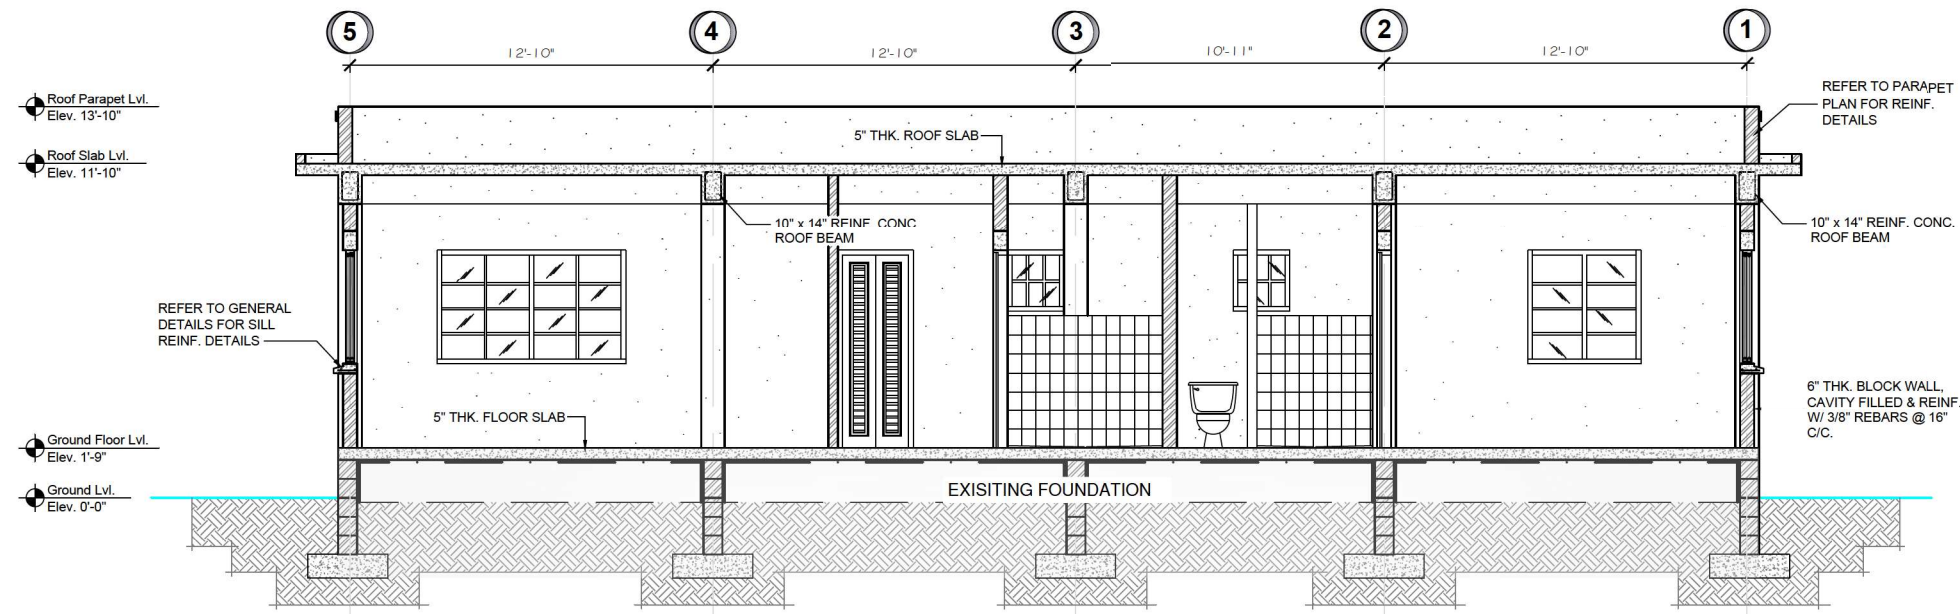 5
4
3
2
1
12'-10"
12'-10"
10'-11"
12'-10"
Roof Parapet Lvl.
Elev. 13'-10"
REFER TO PARAPET
PLAN FOR REINF.
DETAILS
5" THK. ROOF SLAB
Roof Slab Lvl.
Elev. 11'-10"
10" x 14" REINF. CONC
ROOF BEAM
10" x 14" REINF. CONC.
ROOF BEAM
REFER TO GENERAL
DETAILS FOR SILL
REINF. DETAILS
5" THK. FLOOR SLAB
6" THK. BLOCK WALL,
CAVITY FILLED & REINF.
W/ 3/8" REBARS @ 16"
C/C.
Ground Floor Lvl.
Elev. 1'-9"
Ground Lvl.
Elev. 0'-0"
EXISITING FOUNDATION